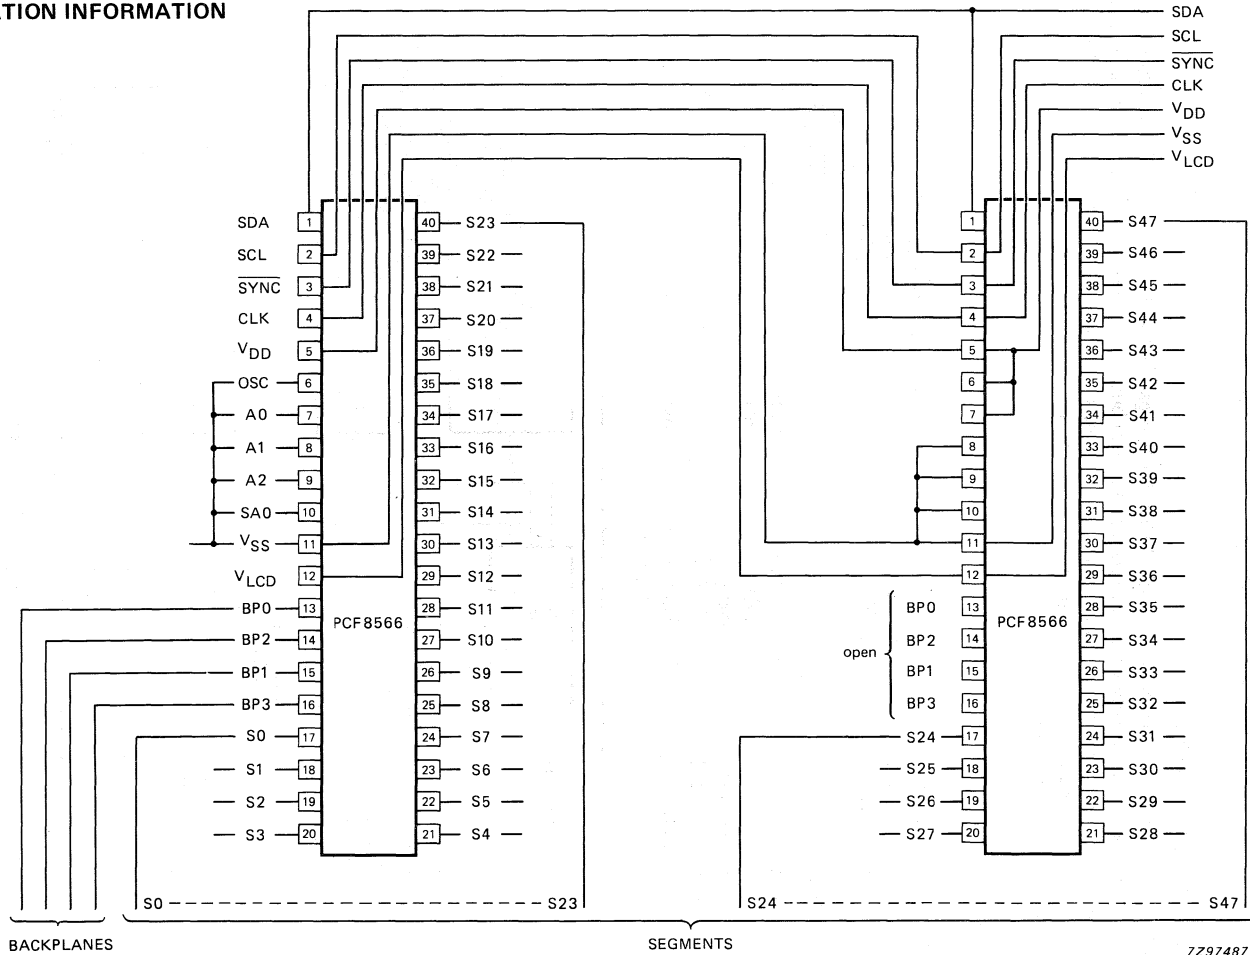 ATION INFORMATION
SDA
SCL
SYNC
CLK
VDD
VSS
VLCD
SDA 1 40 S23
SCL 2 39 S22
SYNC 3 38 S21
CLK 4 37 S20
VDD 5 36 S19
OSC 6 35 S18
A0 7 34 S17
A1 8 33 S16
A2 9 32 S15
SA0 10 31 S14
VSS 11 30 S13
VLCD 12 29 S12
BP0 13 28 S11
BP2 14 27 S10
BP1 15 26 S9
BP3 16 25 S8
S0 17 24 S7
S1 18 23 S6
S2 19 22 S5
S3 20 21 S4
PCF8566
1 40 S47
2 39 S46
3 38 S45
4 37 S44
5 36 S43
6 35 S42
7 34 S41
8 33 S40
9 32 S39
10 31 S38
11 30 S37
12 29 S36
BP0 13 28 S35
BP2 14 27 S34
BP1 15 26 S33
BP3 16 25 S32
S24 17 24 S31
S25 18 23 S30
S26 19 22 S29
S27 20 21 S28
open
PCF8566
S0 S23
S24 S47
BACKPLANES
SEGMENTS
7Z97487